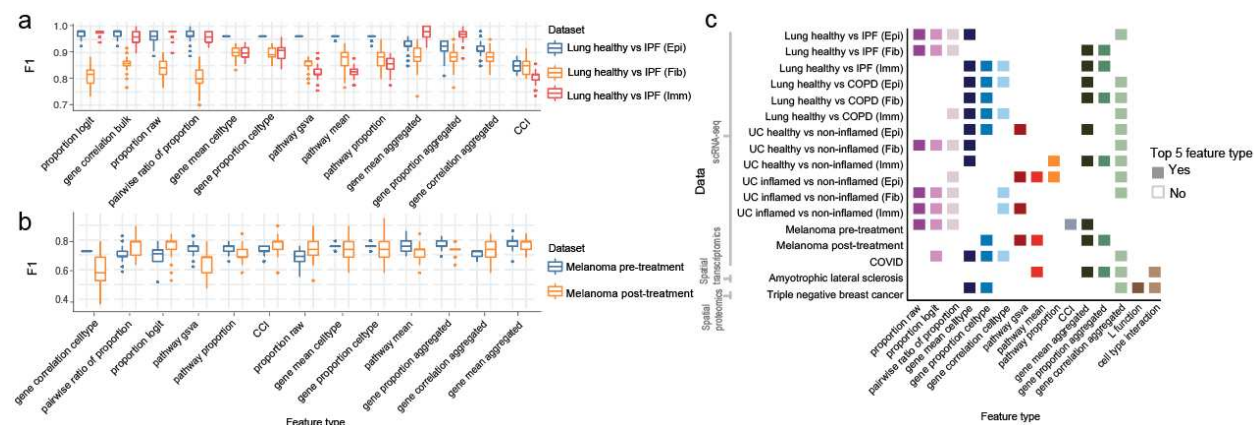 a
1.0
0.9
0.8
0.7
F1
Dataset
Lung healthy vs IPF (Epi)
Lung healthy vs IPF (Fib)
Lung healthy vs IPF (Imm)
proportion logit
gene correlation bulk
proportion raw
pairwise ratio of proportion
gene mean celltype
gene proportion celltype
pathway gsva
pathway mean
pathway proportion
gene mean aggregated
gene proportion aggregated
gene correlation aggregated
CCI
b
0.8
0.6
0.4
F1
Dataset
Melanoma pre-treatment
Melanoma post-treatment
gene correlation celltype
pairwise ratio of proportion
proportion logit
pathway gsva
pathway proportion
CCI
proportion raw
gene mean celltype
gene proportion celltype
pathway mean
gene proportion aggregated
gene correlation aggregated
gene mean aggregated
Feature type
c
Data
scRNA-seq
Spatial
transcriptomics
Spatial
proteomics
Lung healthy vs IPF (Epi)
Lung healthy vs IPF (Fib)
Lung healthy vs IPF (Imm)
Lung healthy vs COPD (Epi)
Lung healthy vs COPD (Fib)
Lung healthy vs COPD (Imm)
UC healthy vs non-inflamed (Epi)
UC healthy vs non-inflamed (Fib)
UC healthy vs non-inflamed (Imm)
UC inflamed vs non-inflamed (Epi)
UC inflamed vs non-inflamed (Fib)
UC inflamed vs non-inflamed (Imm)
Melanoma pre-treatment
Melanoma post-treatment
COVID
Amyotrophic lateral sclerosis
Triple negative breast cancer
proportion raw
proportion logit
pairwise ratio of proportion
gene mean celltype
gene proportion celltype
gene correlation celltype
pathway gsva
pathway mean
pathway proportion
CCI
gene mean aggregated
gene proportion aggregated
gene correlation aggregated
L function
cell type interaction
Feature type
Top 5 feature type
Yes
No